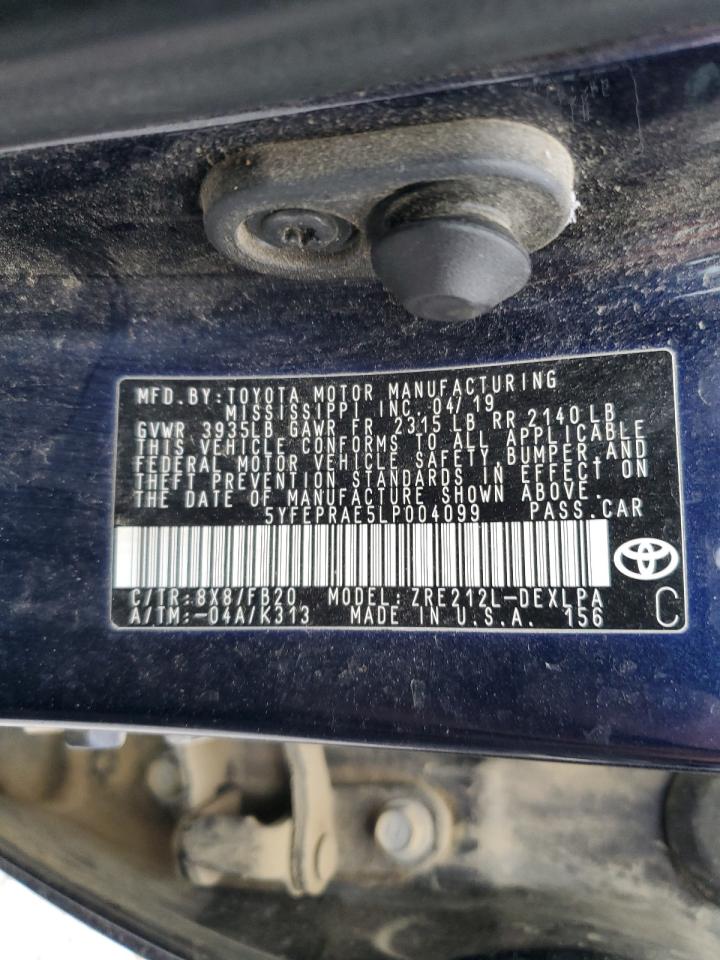 MFD.BY:TOYOTA MOTOR MANUFACTURING
MISSISSIPPI INC 04/19
GVWR 3935LB GAWR FR 2315 LB RR 2140 LB
THIS VEHICLE CONFORMS TO ALL APPLICABLE
FEDERAL MOTOR VEHICLE SAFETY, BUMPER, AND
THEFT PREVENTION STANDARDS IN EFFECT ON
THE DATE OF MANUFACTURE SHOWN ABOVE.
5YFEPRAE5LP004099 PASS.CAR
C/TR:8X8/FB20 MODEL:ZRE212L-DEXLPA
A/TM:-04A/K313 MADE IN U.S.A. 156
C